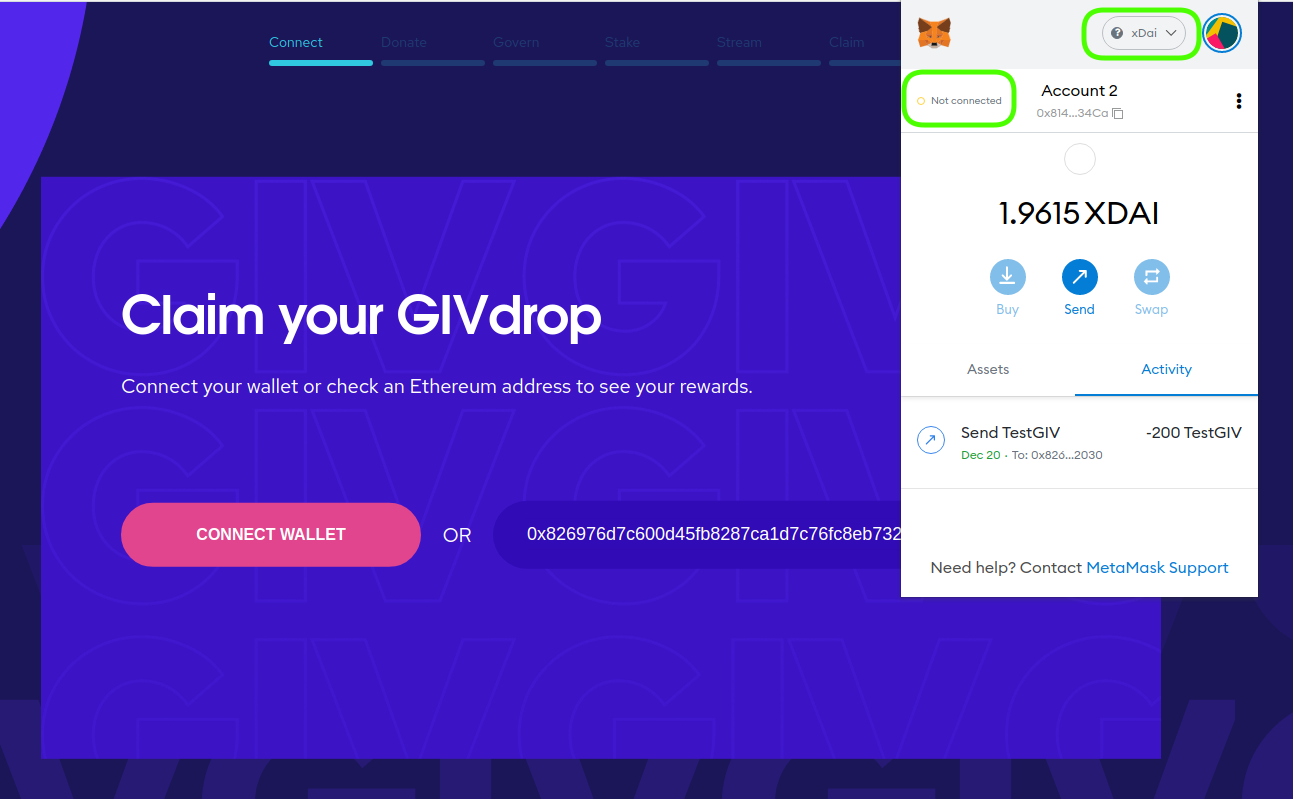 Connect
Donate
Govern
Stake
Stream
Claim
xDai
Not connected
Account 2
0x814...34Ca
1.9615 XDAI
Buy
Send
Swap
Assets
Activity
Send TestGIV
-200 TestGIV
Dec 20 · To: 0x826...2030
Need help? Contact MetaMask Support
Claim your GIVdrop
Connect your wallet or check an Ethereum address to see your rewards.
CONNECT WALLET
OR
0x826976d7c600d45fb8287ca1d7c76fc8eb732